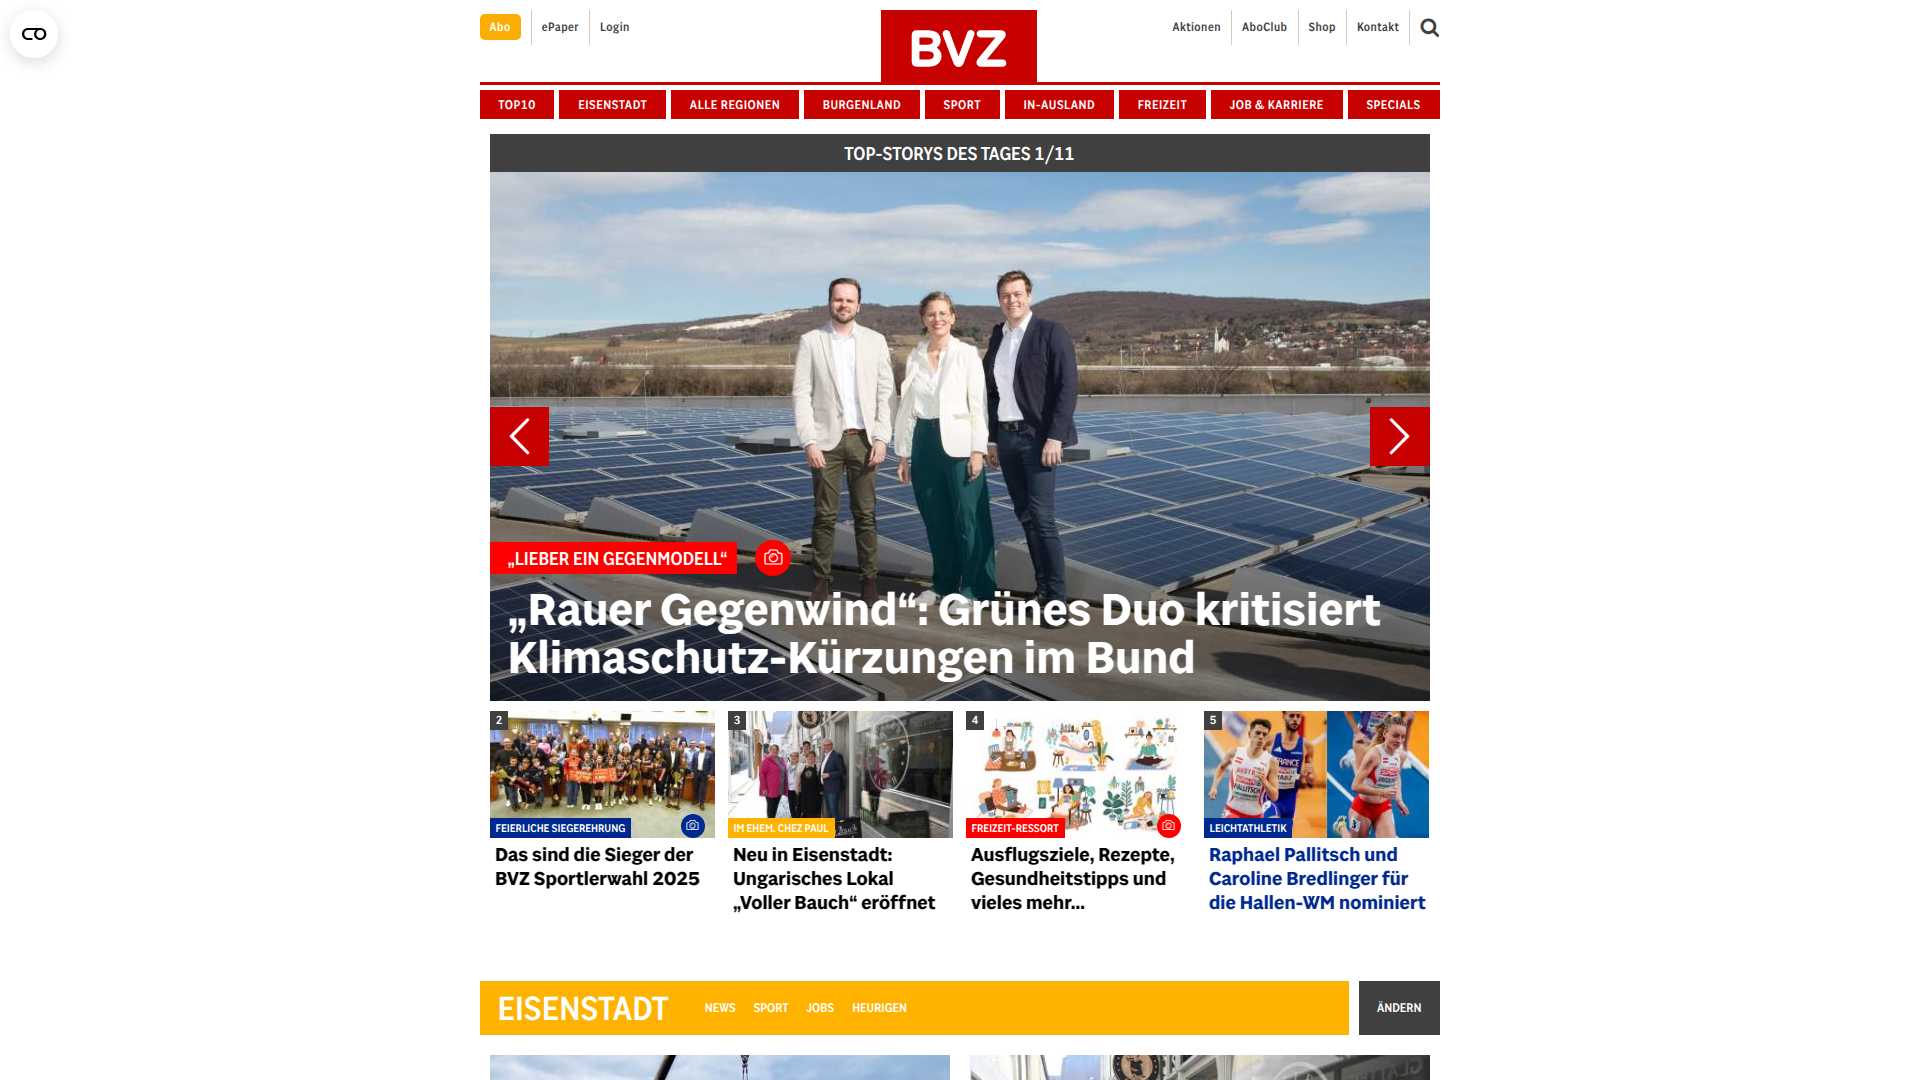 Abo
ePaper
Login
BVZ
Aktionen
AboClub
Shop
Kontakt
TOP10
EISENSTADT
ALLE REGIONEN
BURGENLAND
SPORT
IN-AUSLAND
FREIZEIT
JOB & KARRIERE
SPECIALS
TOP-STORYS DES TAGES 1/11
„LIEBER EIN GEGENMODELL“
„Rauer Gegenwind“: Grünes Duo kritisiert
Klimaschutz-Kürzungen im Bund
2
FEIERLICHE SIEGEREHRUNG
Das sind die Sieger der
BVZ Sportlerwahl 2025
3
IM EHEM. CHEZ PAUL
Neu in Eisenstadt:
Ungarisches Lokal
„Voller Bauch“ eröffnet
4
FREIZEIT-RESSORT
Ausflugsziele, Rezepte,
Gesundheitstipps und
vieles mehr...
5
LEICHTATHLETIK
Raphael Pallitsch und
Caroline Bredlinger für
die Hallen-WM nominiert
EISENSTADT
NEWS
SPORT
JOBS
HEURIGEN
ÄNDERN